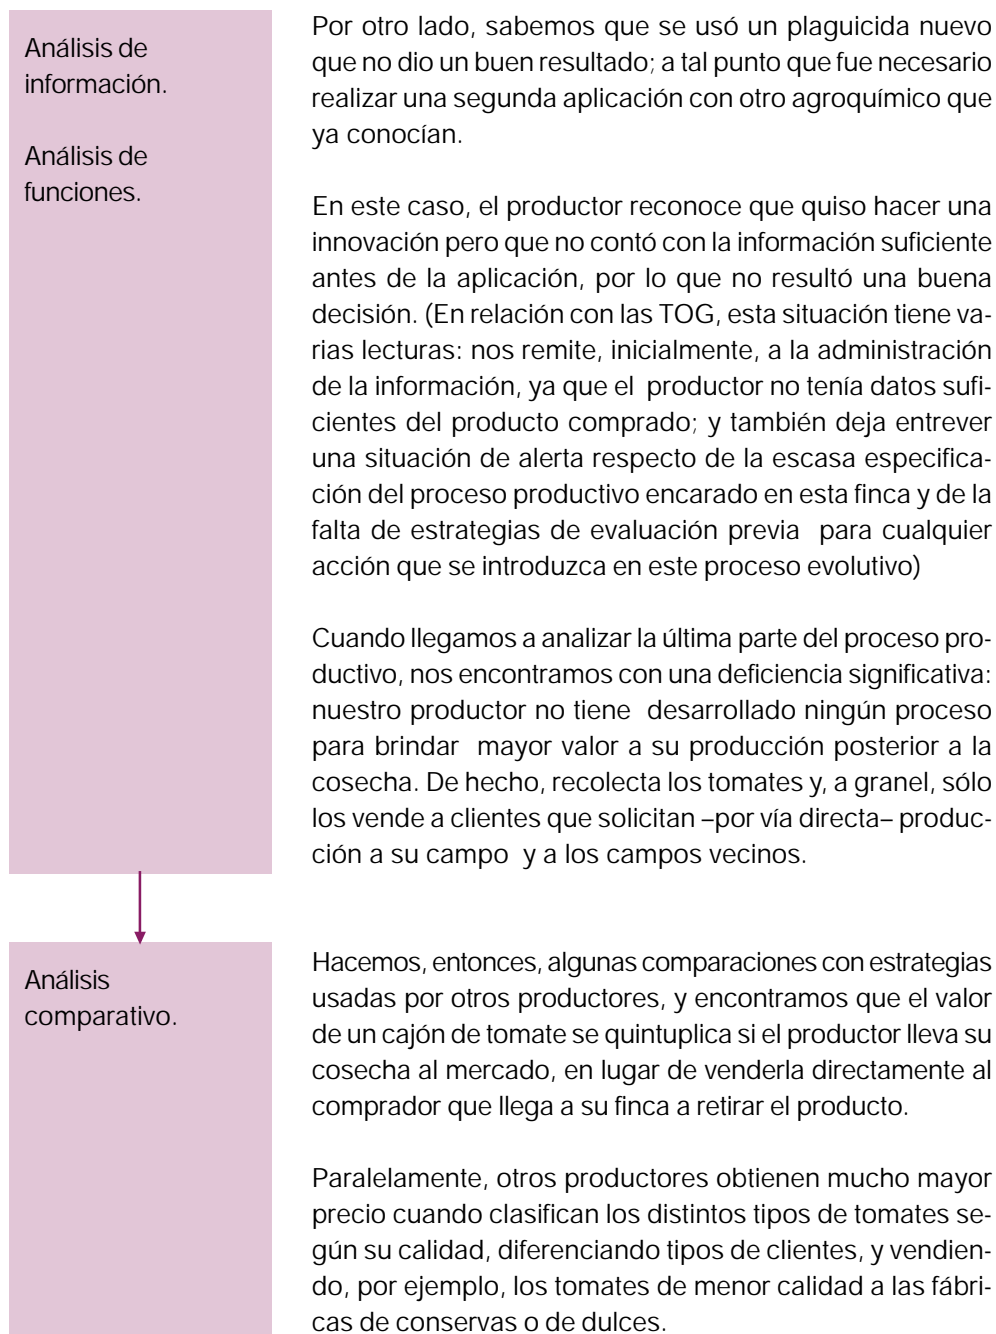 Análisis de
información.
Análisis de
funciones.
Por otro lado, sabemos que se usó un plaguicida nuevo
que no dio un buen resultado; a tal punto que fue necesario
realizar una segunda aplicación con otro agroquímico que
ya conocían.
En este caso, el productor reconoce que quiso hacer una
innovación pero que no contó con la información suficiente
antes de la aplicación, por lo que no resultó una buena
decisión. (En relación con las TOG, esta situación tiene va-
rias lecturas: nos remite, inicialmente, a la administración
de la información, ya que el productor no tenía datos sufi-
cientes del producto comprado; y también deja entrever
una situación de alerta respecto de la escasa especifica-
ción del proceso productivo encarado en esta finca y de la
falta de estrategias de evaluación previa para cualquier
acción que se introduzca en este proceso evolutivo)
Cuando llegamos a analizar la última parte del proceso pro-
ductivo, nos encontramos con una deficiencia significativa:
nuestro productor no tiene desarrollado ningún proceso
para brindar mayor valor a su producción posterior a la
cosecha. De hecho, recolecta los tomates y, a granel, sólo
los vende a clientes que solicitan –por vía directa– produc-
ción a su campo y a los campos vecinos.
Análisis
comparativo.
Hacemos, entonces, algunas comparaciones con estrategias
usadas por otros productores, y encontramos que el valor
de un cajón de tomate se quintuplica si el productor lleva su
cosecha al mercado, en lugar de venderla directamente al
comprador que llega a su finca a retirar el producto.
Paralelamente, otros productores obtienen mucho mayor
precio cuando clasifican los distintos tipos de tomates se-
gún su calidad, diferenciando tipos de clientes, y vendien-
do, por ejemplo, los tomates de menor calidad a las fábri-
cas de conservas o de dulces.